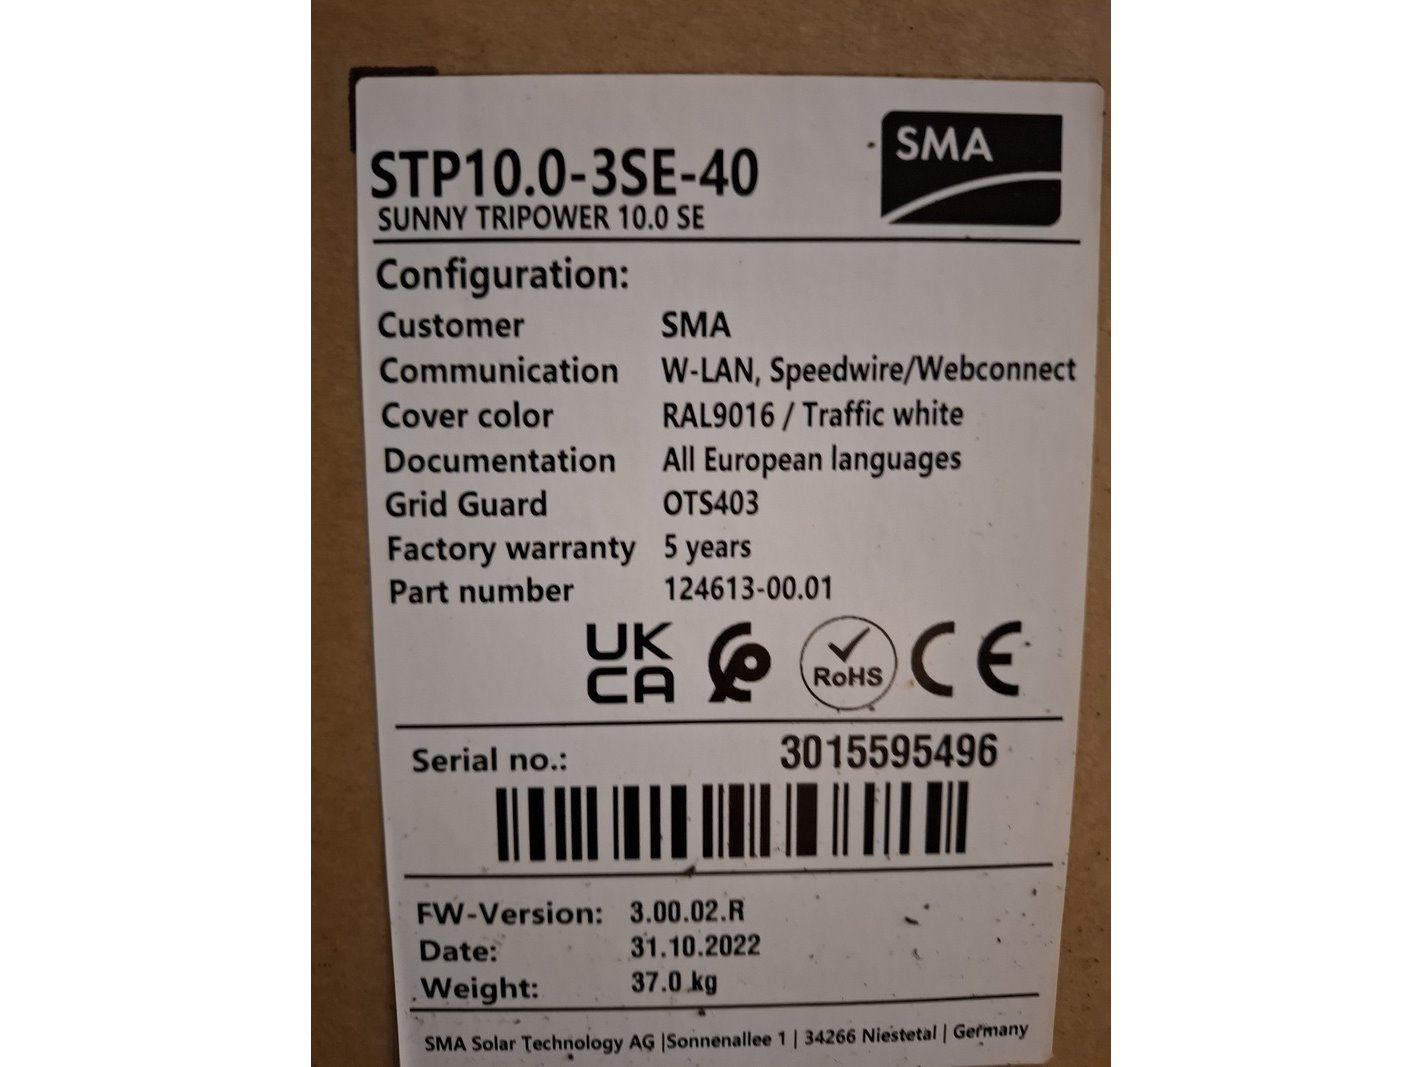 SMA
STP10.0-3SE-40
SUNNY TRIPOWER 10.0 SE
Configuration:
Customer SMA
Communication W-LAN, Speedwire/Webconnect
Cover color RAL9016 / Traffic white
Documentation All European languages
Grid Guard OTS403
Factory warranty 5 years
Part number 124613-00.01
UK
CA
RoHS
CE
Serial no.: 3015595496
FW-Version: 3.00.02.R
Date: 31.10.2022
Weight: 37.0 kg
SMA Solar Technology AG |Sonnenallee 1 | 34266 Niestetal | Germany